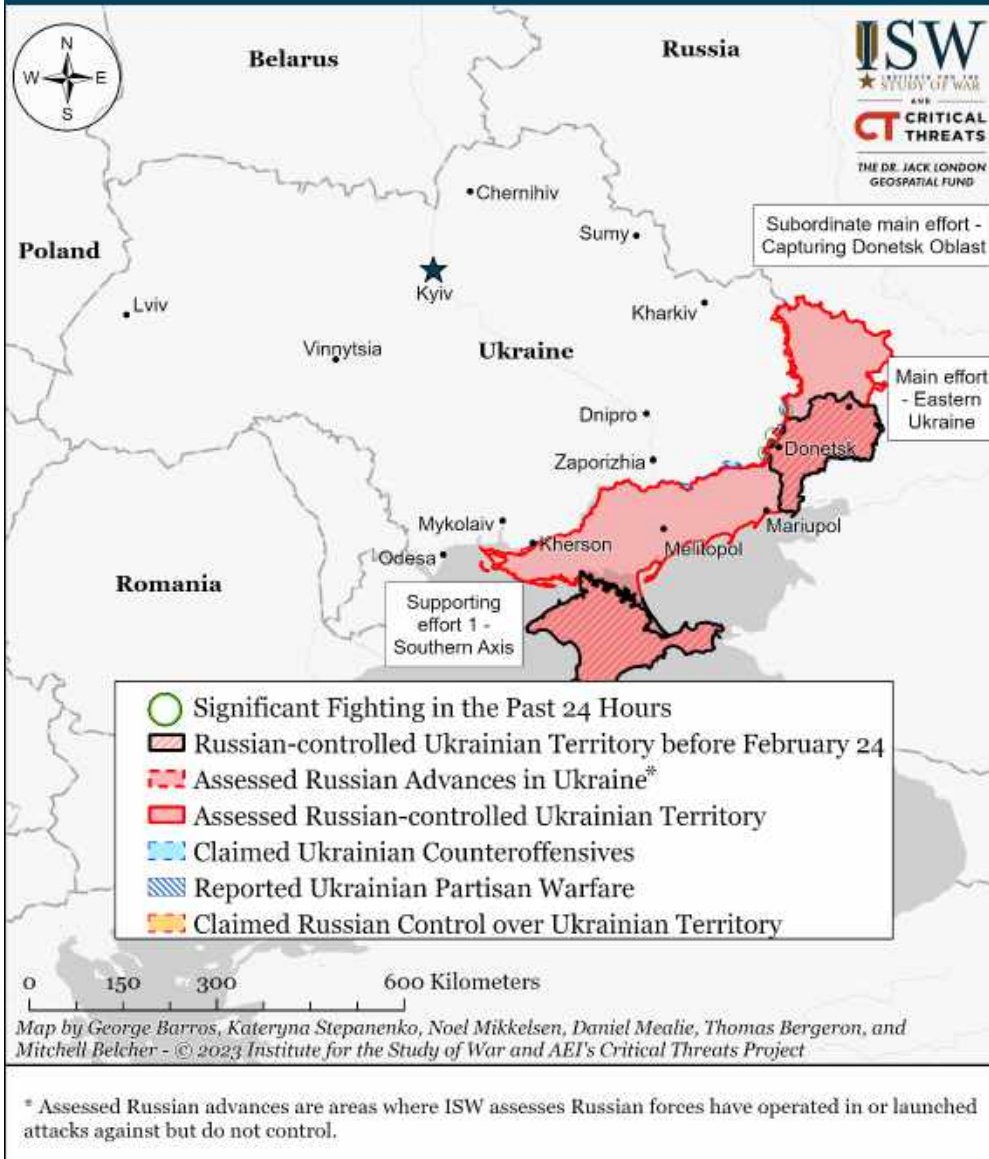 N
W
E
S
Belarus
Russia
ISW
INSTITUTE FOR THE
STUDY OF WAR
AND
CT CRITICAL
THREATS
THE DR. JACK LONDON
GEOSPATIAL FUND
Chernihiv
Subordinate main effort -
Capturing Donetsk Oblast
Sumy
Poland
Kyiv
Lviv
Kharkiv
Vinnytsia
Ukraine
Main effort
- Eastern
Ukraine
Dnipro
Donetsk
Zaporizhia
Mykolaiv
Mariupol
Kherson
Melitopol
Odesa
Romania
Supporting
effort 1 -
Southern Axis
Significant Fighting in the Past 24 Hours
Russian-controlled Ukrainian Territory before February 24
Assessed Russian Advances in Ukraine*
Assessed Russian-controlled Ukrainian Territory
Claimed Ukrainian Counteroffensives
Reported Ukrainian Partisan Warfare
Claimed Russian Control over Ukrainian Territory
0 150 300 600 Kilometers
Map by George Barros, Kateryna Stepanenko, Noel Mikkelsen, Daniel Mealie, Thomas Bergeron, and
Mitchell Belcher - © 2023 Institute for the Study of War and AEI's Critical Threats Project
* Assessed Russian advances are areas where ISW assesses Russian forces have operated in or launched
attacks against but do not control.